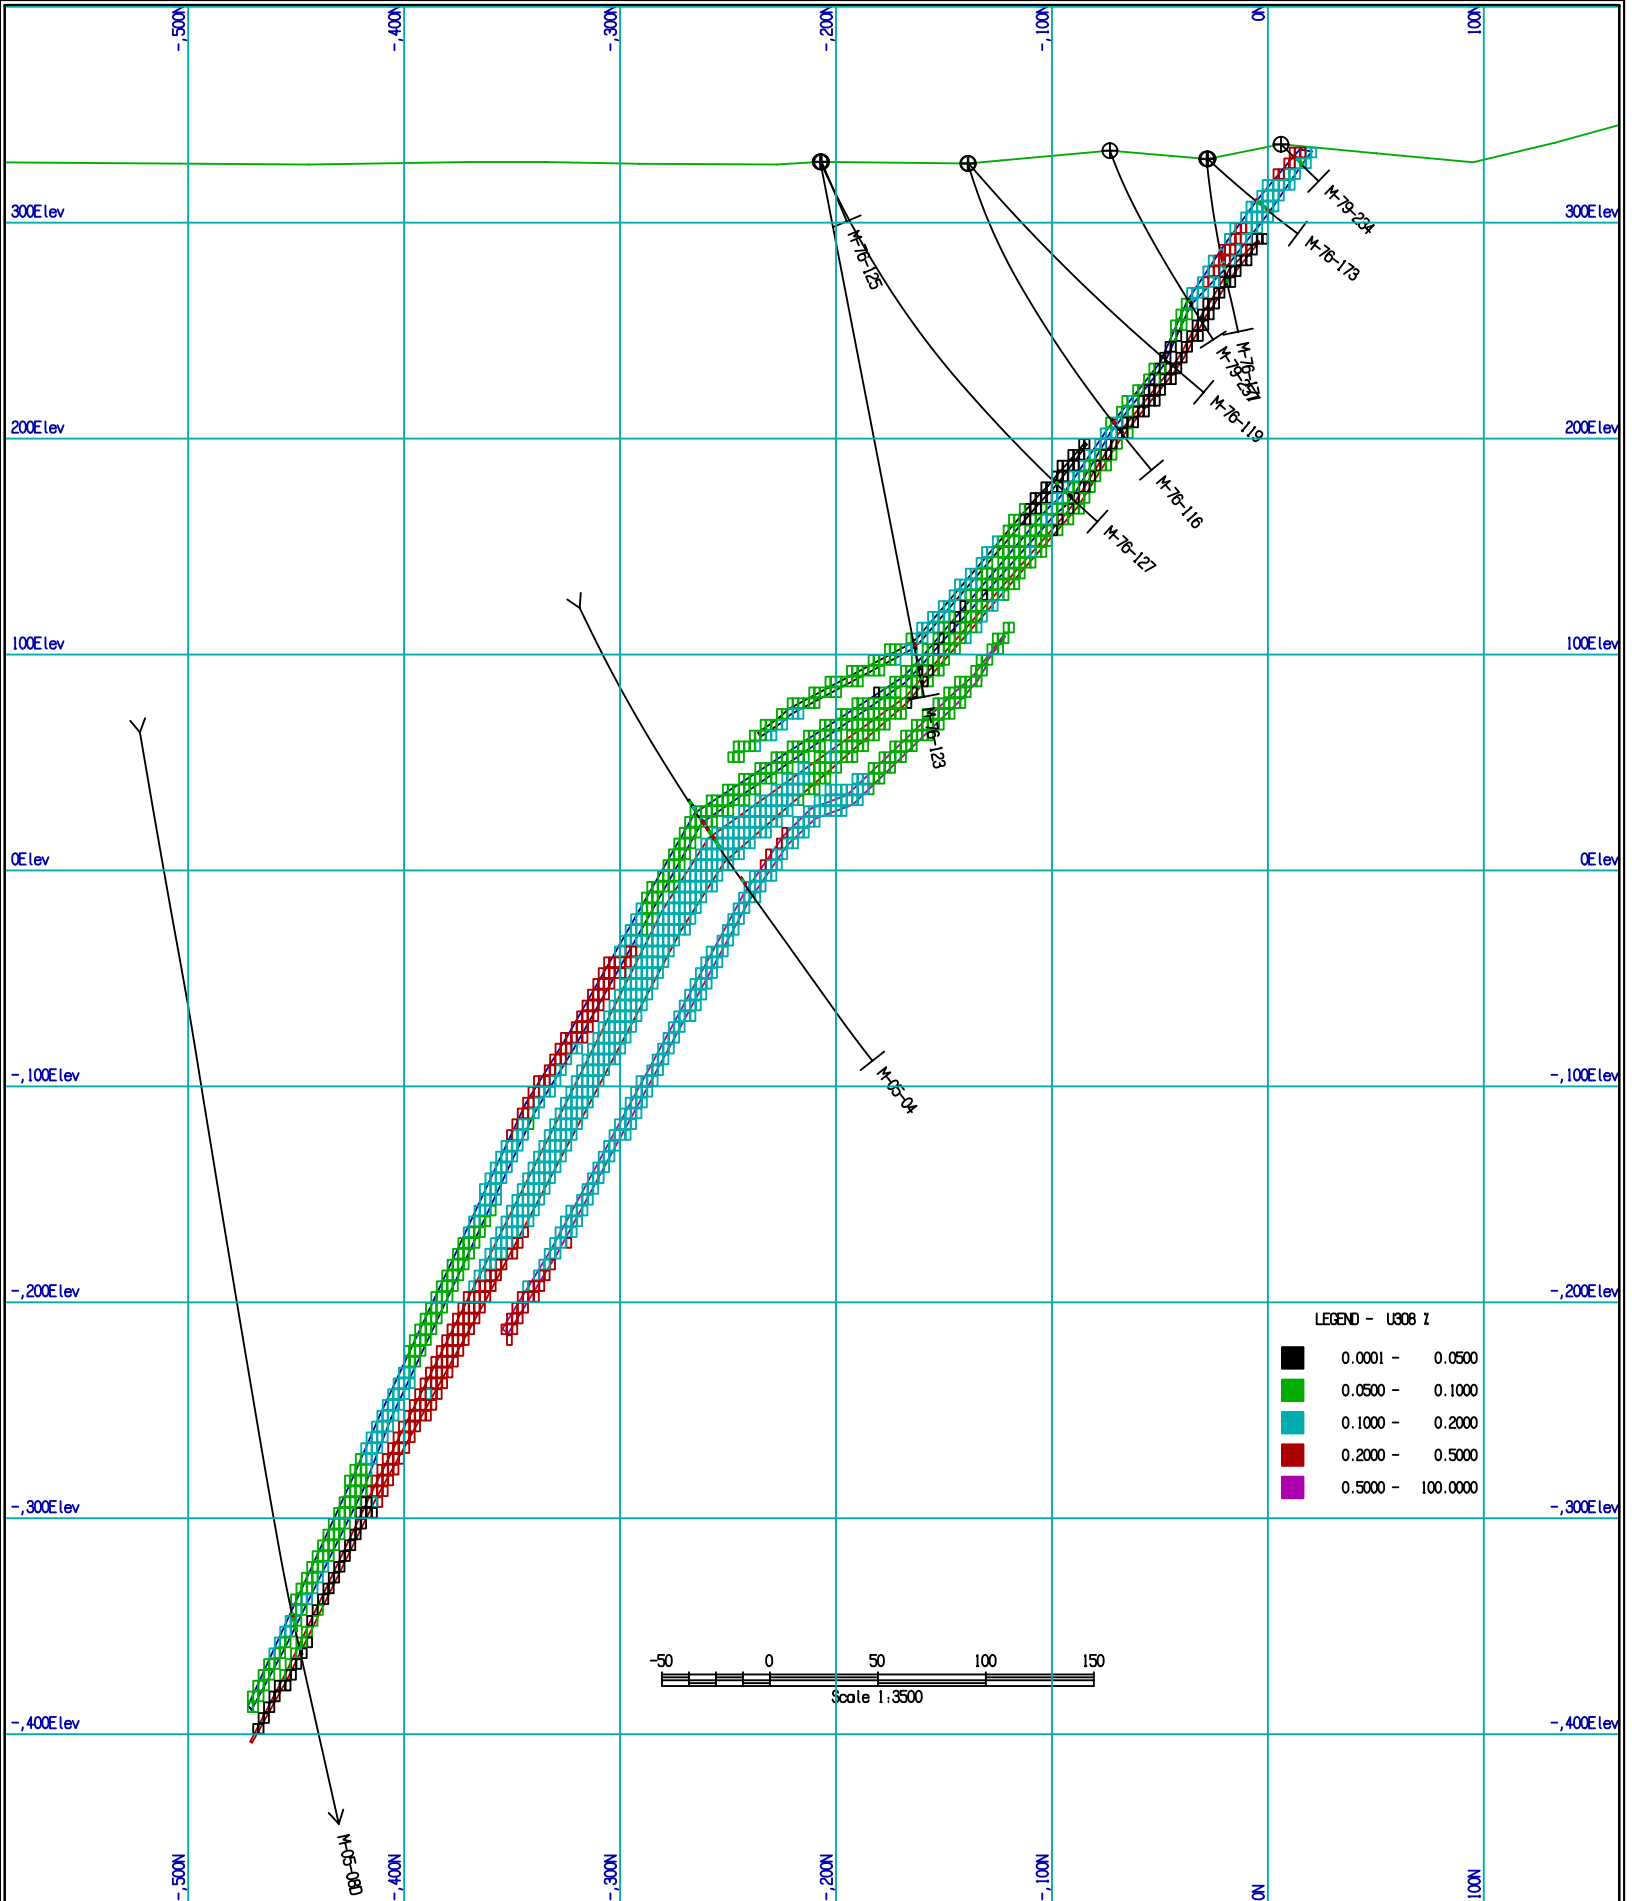 -,500N -,400N -,300N -,200N -,100N 0N 100N
300Elev 300Elev
M-79-234
M-76-173
M-76-125
M-76-171
M-79-237
M-76-119
200Elev 200Elev
M-76-116
M-76-127
100Elev 100Elev
M-76-123
0Elev 0Elev
M-05-04
-,100Elev -,100Elev
-,200Elev -,200Elev
LEGEND - U308 %
0.0001 - 0.0500
0.0500 - 0.1000
0.1000 - 0.2000
0.2000 - 0.5000
0.5000 - 100.0000
-,300Elev -,300Elev
-50 0 50 100 150
Scale 1:3500
-,400Elev -,400Elev
M-05-08D
-,500N -,400N -,300N -,200N -,100N 0N 100N